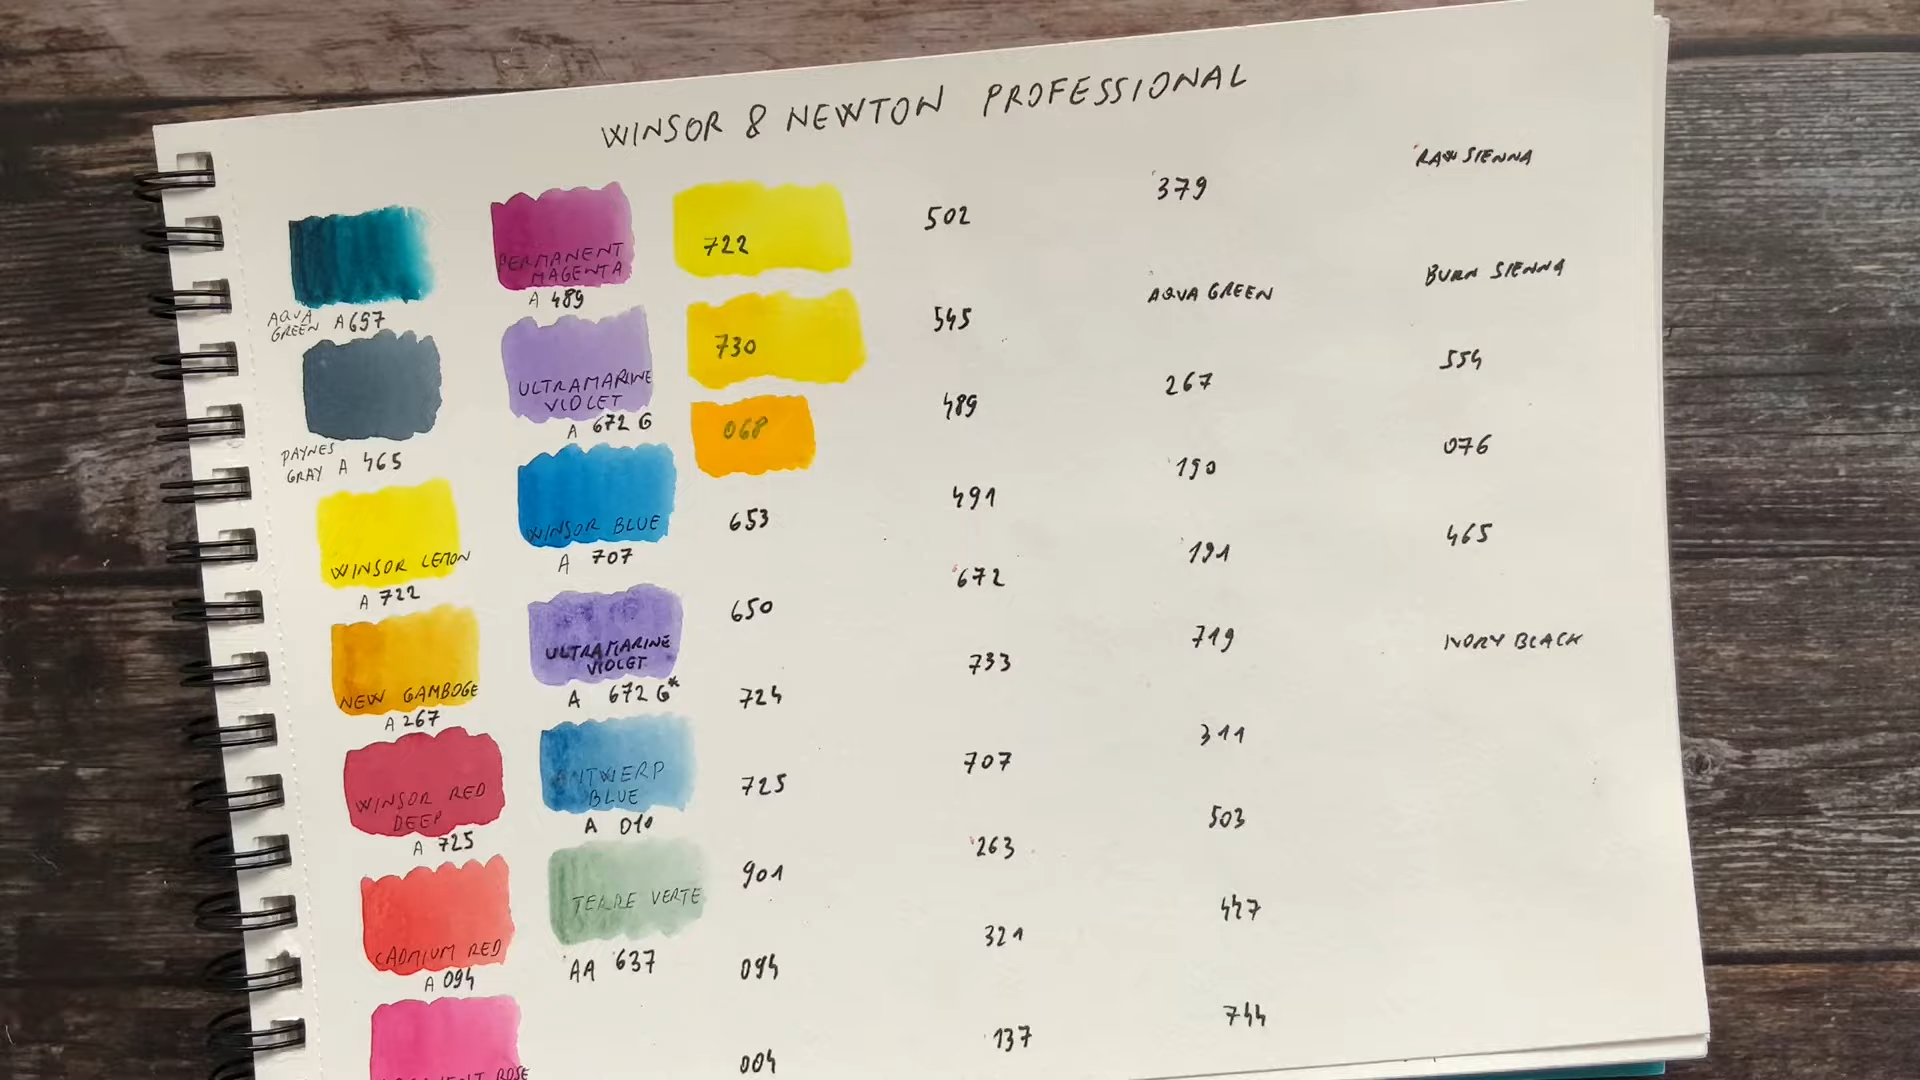 WINSOR & NEWTON PROFESSIONAL
AQUA
GREEN A 697
PAYNES
GRAY A 465
WINSOR LEMON
A 722
NEW GAMBOGE
A 267
WINSOR RED
DEEP
A 725
CADMIUM RED
A 094
ROSE
PERMANENT
MAGENTA
A 489
ULTRAMARINE
VIOLET
A 672 G
WINSOR BLUE
A 707
ULTRAMARINE
VIOLET
A 672 G*
ANTWERP
BLUE
A 010
TERRE VERTE
AA 637
722
730
068
653
650
724
725
901
094
004
502
545
489
491
672
733
707
263
321
137
379
AQUA GREEN
267
190
191
719
311
503
447
744
RAW SIENNA
BURN SIENNA
554
076
465
IVORY BLACK